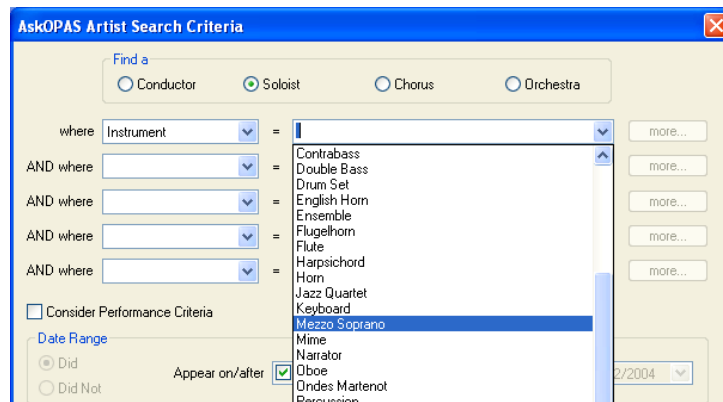 AskOPAS Artist Search Criteria
Find a
Conductor Soloist Chorus Orchestra
where Instrument = more...
Contrabass
AND where = Double Bass more...
Drum Set
AND where = English Horn more...
Ensemble
AND where = Flugelhorn more...
Flute
AND where = Harpsichord more...
Horn
Jazz Quartet
Consider Performance Criteria Keyboard
Mezzo Soprano
Date Range Mime
Did Narrator
Appear on/after Oboe 2/2004
Did Not Ondes Martenot
Percussion